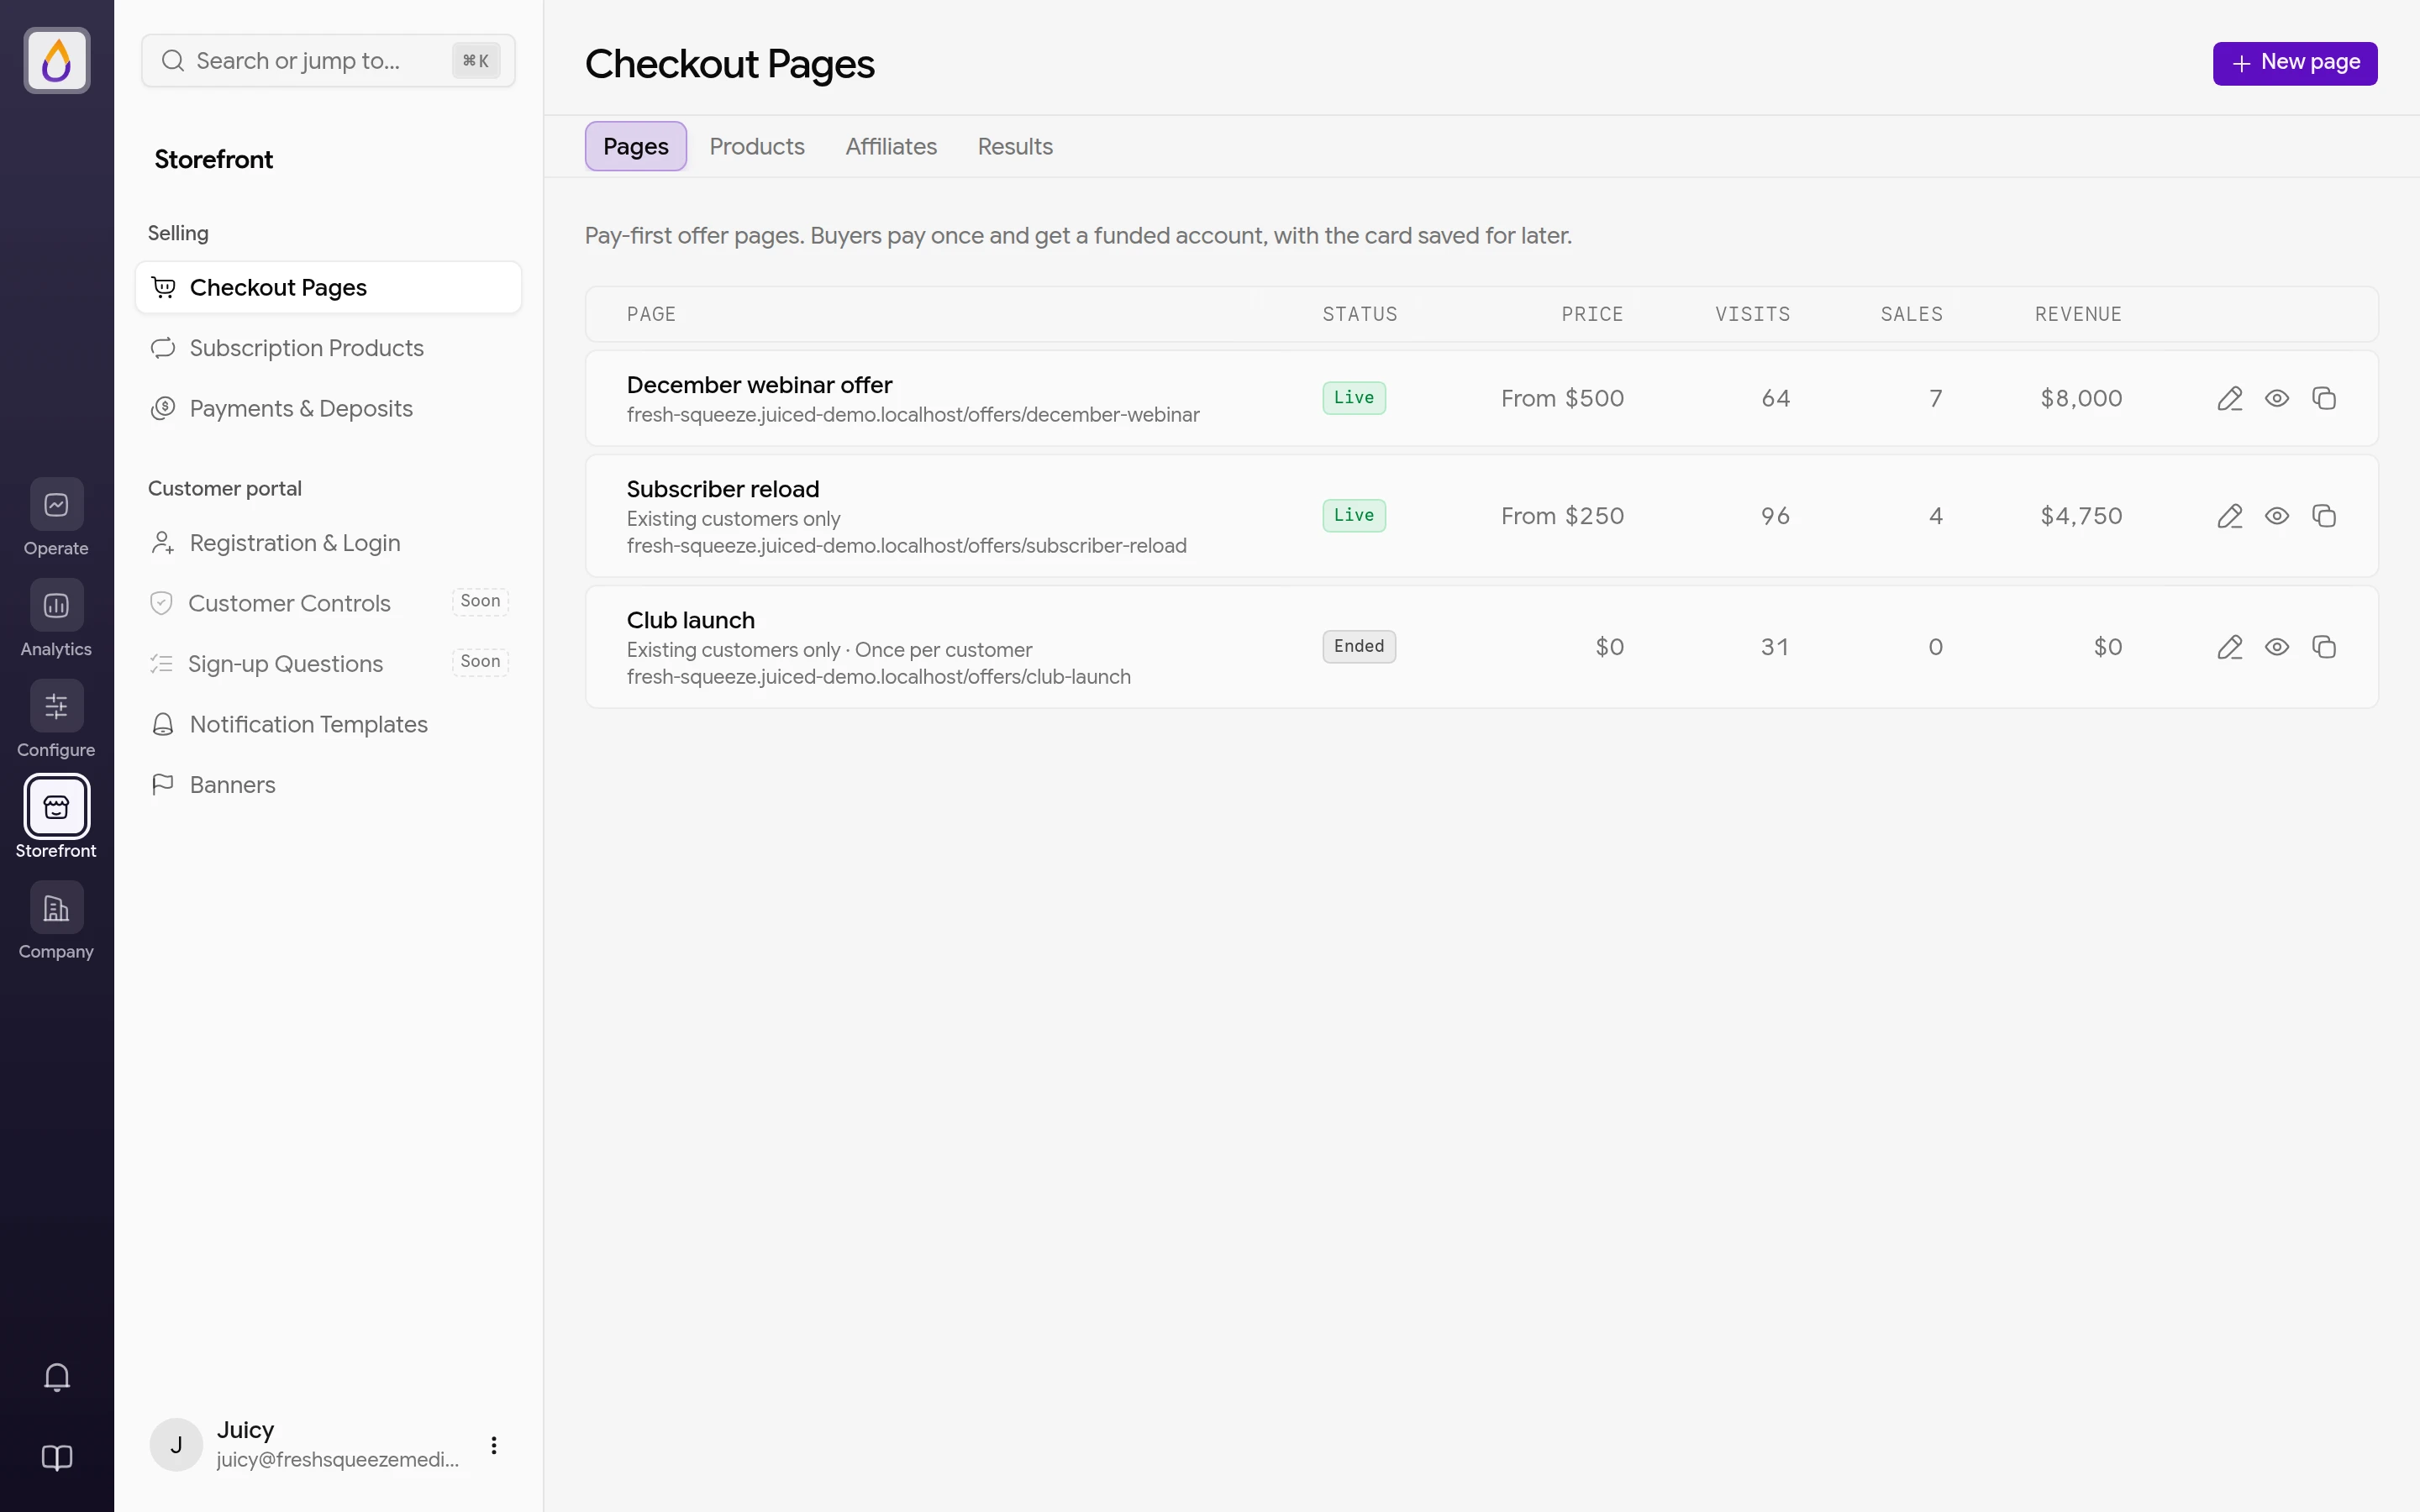 Search or jump to...
⌘K
Storefront
Selling
Checkout Pages
Subscription Products
Payments & Deposits
Customer portal
Registration & Login
Customer Controls
Soon
Sign-up Questions
Soon
Notification Templates
Banners
Operate
Analytics
Configure
Storefront
Company
J
Juicy
juicy@freshsqueezemedi...
Checkout Pages
New page
Pages
Products
Affiliates
Results
Pay-first offer pages. Buyers pay once and get a funded account, with the card saved for later.
PAGE STATUS PRICE VISITS SALES REVENUE
December webinar offer
fresh-squeeze.juiced-demo.localhost/offers/december-webinar
Live From $500 64 7 $8,000
Subscriber reload
Existing customers only
fresh-squeeze.juiced-demo.localhost/offers/subscriber-reload
Live From $250 96 4 $4,750
Club launch
Existing customers only · Once per customer
fresh-squeeze.juiced-demo.localhost/offers/club-launch
Ended $0 31 0 $0